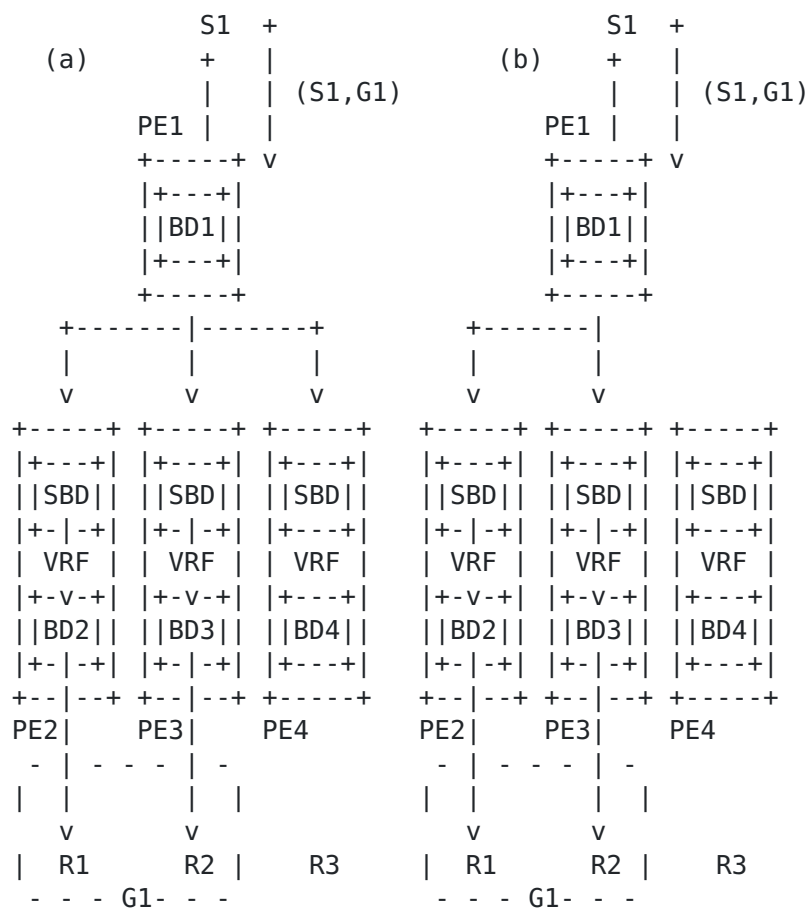 S1   +                            S1   +
   (a)          +    |                 (b)        +    |
                |    | (S1,G1)                    |    | (S1,G1)
           PE1  |    |                       PE1  |    |
          +-----+ v                         +-----+ v
          |+---+|                           |+---+|
          ||BD1||                           ||BD1||
          |+---+|                           |+---+|
          +-----+                           +-----+
    +-------|-------+                 +-------|
    |       |       |                 |       |
    v       v       v                 v       v
+-----+ +-----+ +-----+           +-----+ +-----+ +-----+
|+---+| |+---+| |+---+|           |+---+| |+---+| |+---+|
||SBD|| ||SBD|| ||SBD||           ||SBD|| ||SBD|| ||SBD||
|+-|-+| |+-|-+| |+---+|           |+-|-+| |+-|-+| |+---+|
| VRF | | VRF | | VRF |           | VRF | | VRF | | VRF |
|+-v-+| |+-v-+| |+---+|           |+-v-+| |+-v-+| |+---+|
||BD2|| ||BD3|| ||BD4||           ||BD2|| ||BD3|| ||BD4||
|+-|-+| |+-|-+| |+---+|           |+-|-+| |+-|-+| |+---+|
+--|--+ +--|--+ +-----+           +--|--+ +--|--+ +-----+
PE2|    PE3|    PE4               PE2|    PE3|    PE4
 - | - - - | -                     - | - - - | -
|  |       |  |                   |  |       |  |
   v       v                         v       v
|  R1      R2 |    R3             |  R1      R2 |    R3
 - - - G1- - -                     - - - G1- - -